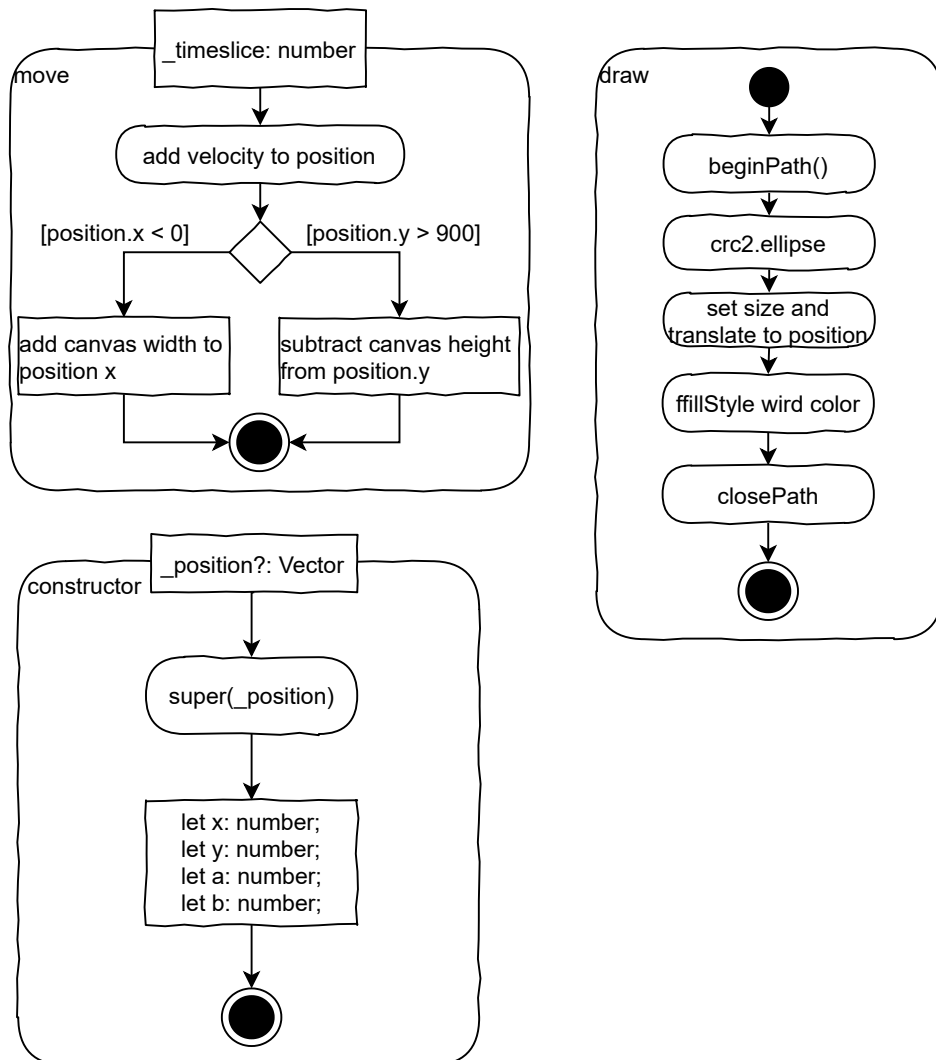 _timeslice: number
move
add velocity to position
[position.x < 0]
[position.y > 900]
add canvas width to
position x
subtract canvas height
from position.y
draw
beginPath()
crc2.ellipse
set size and
translate to position
ffillStyle wird color
closePath
_position?: Vector
constructor
super(_position)
let x: number;
let y: number;
let a: number;
let b: number;